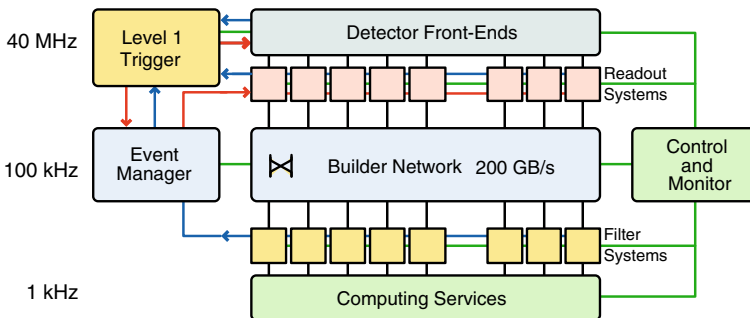 40 MHz
Level 1
Trigger
Detector Front-Ends
Readout
Systems
100 kHz
Event
Manager
Builder Network 200 GB/s
Control
and
Monitor
Filter
Systems
1 kHz
Computing Services